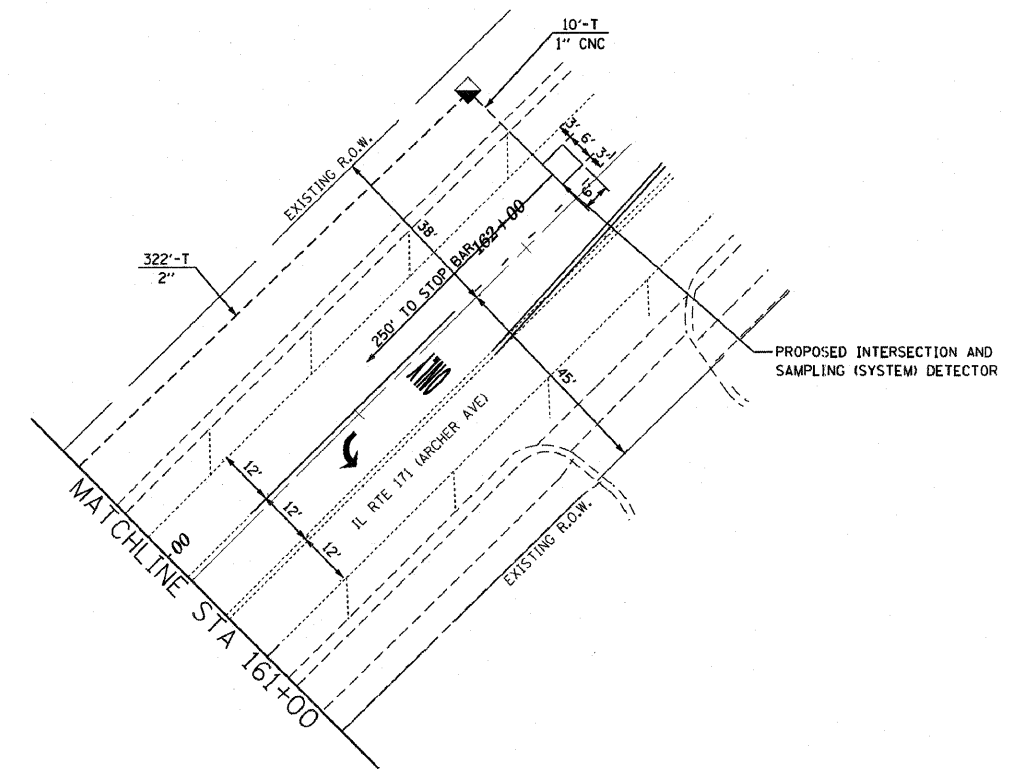 10'-T
1" CNC
3' 6' 3'
6'
EXISTING R.O.W.
38'
162+00
250' TO STOP BAR
322'-T
2"
PROPOSED INTERSECTION AND
SAMPLING (SYSTEM) DETECTOR
45'
ONLY
IL RTE 171 (ARCHER AVE)
12'
12'
12'
EXISTING R.O.W.
00
MATCHLINE STA 161+00